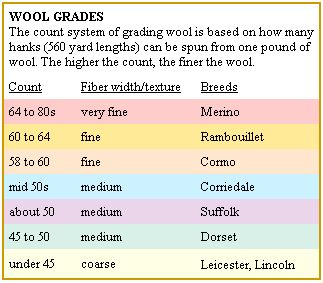 WOOL GRADES
The count system of grading wool is based on how many
hanks (560 yard lengths) can be spun from one pound of
wool. The higher the count, the finer the wool.
Count Fiber width/texture Breeds
64 to 80s very fine Merino
60 to 64 fine Rambouillet
58 to 60 fine Cormo
mid 50s medium Corriedale
about 50 medium Suffolk
45 to 50 medium Dorset
under 45 coarse Leicester, Lincoln